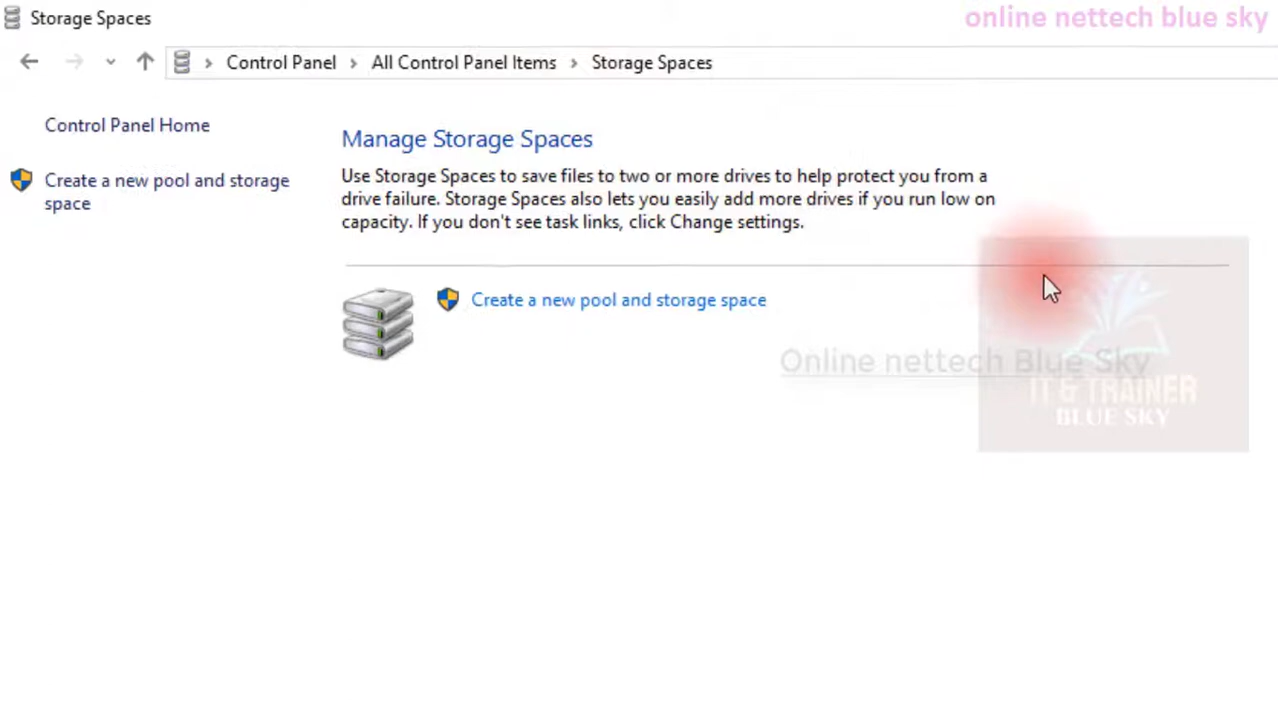 Storage Spaces
online nettech blue sky
Control Panel > All Control Panel Items > Storage Spaces
Control Panel Home
Create a new pool and storage
space
Manage Storage Spaces
Use Storage Spaces to save files to two or more drives to help protect you from a
drive failure. Storage Spaces also lets you easily add more drives if you run low on
capacity. If you don't see task links, click Change settings.
Create a new pool and storage space
Online nettech Blue Sky
IT & TRAINER
BLUE SKY